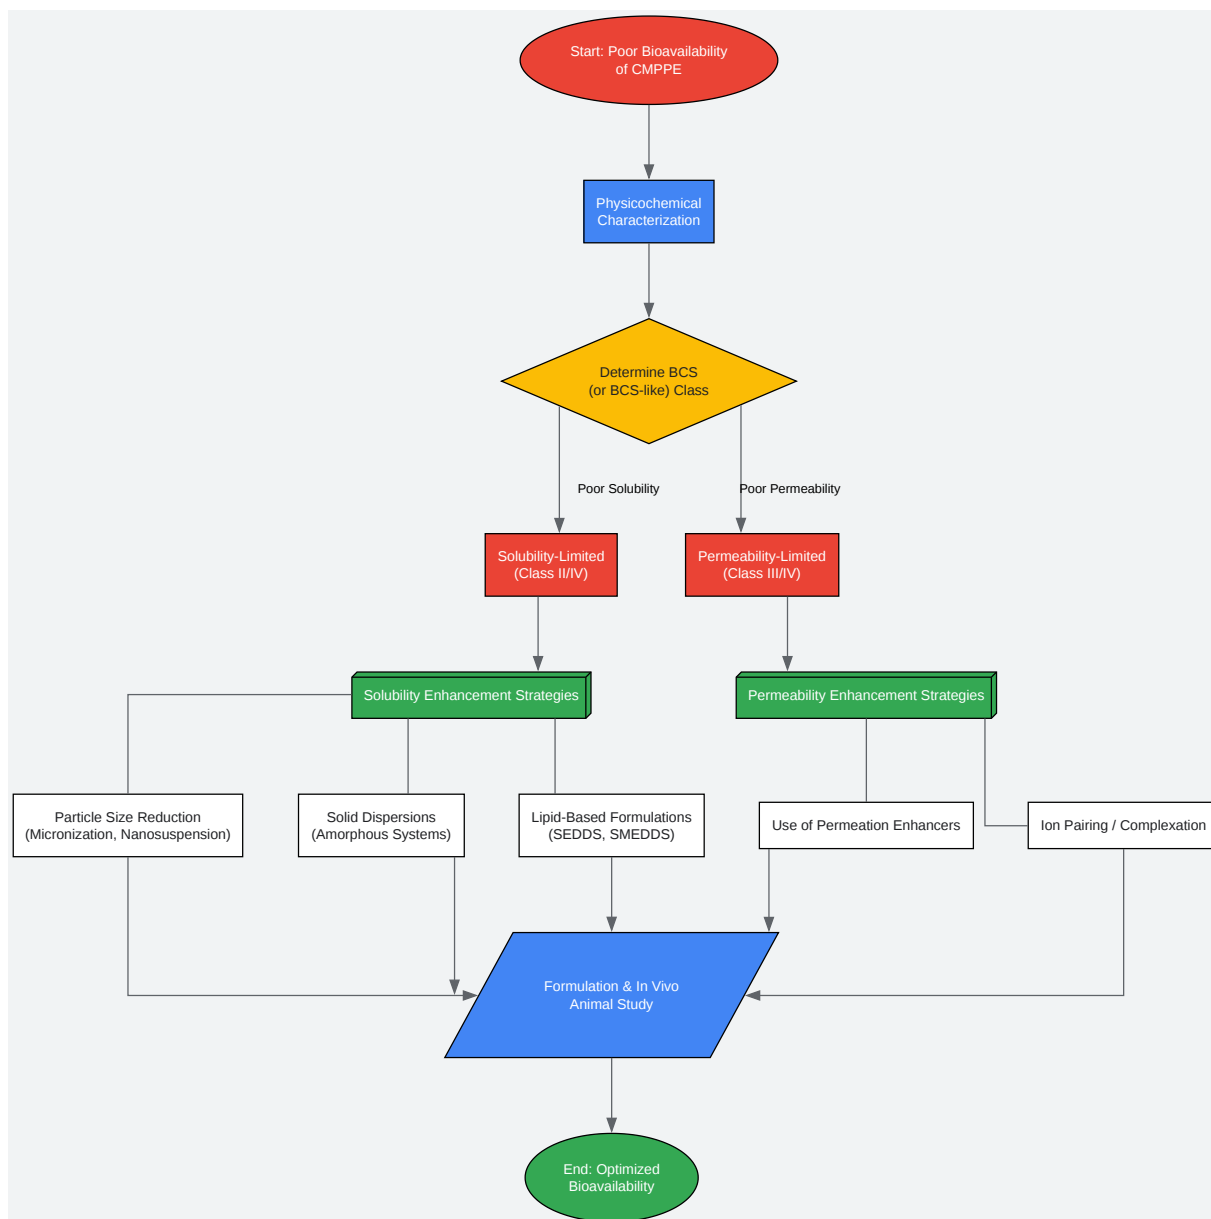 Start: Poor Bioavailability
of CMPPE
Physicochemical
Characterization
Determine BCS
(or BCS-like) Class
Poor Solubility
Poor Permeability
Solubility-Limited
(Class II/IV)
Permeability-Limited
(Class III/IV)
Solubility Enhancement Strategies
Permeability Enhancement Strategies
Particle Size Reduction
(Micronization, Nanosuspension)
Solid Dispersions
(Amorphous Systems)
Lipid-Based Formulations
(SEDDS, SMEDDS)
Use of Permeation Enhancers
Ion Pairing / Complexation
Formulation & In Vivo
Animal Study
End: Optimized
Bioavailability